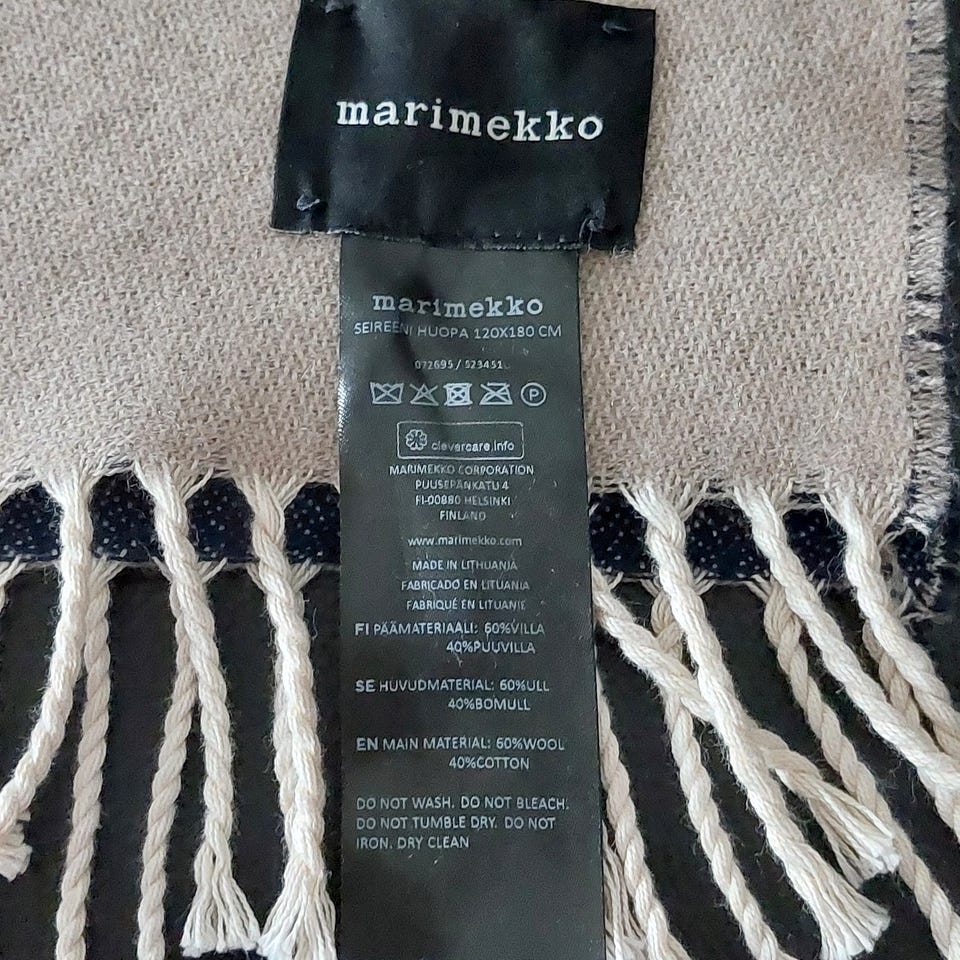 marimekko
marimekko
SEIREENI HUOPA 120X180 CM
072695 / 523451
P
clevercare.info
MARIMEKKO CORPORATION
PUUSEPÄNKATU 4
FI-00880 HELSINKI
FINLAND
www.marimekko.com
MADE IN LITHUANIA
FABRICADO EN LITUANIA
FABRIQUÉ EN LITUANIE
FI PÄÄMATERIAALI: 60%VILLA
40%PUUVILLA
SE HUVUDMATERIAL: 60%ULL
40%BOMULL
EN MAIN MATERIAL: 60%WOOL
40%COTTON
DO NOT WASH. DO NOT BLEACH.
DO NOT TUMBLE DRY. DO NOT
IRON. DRY CLEAN